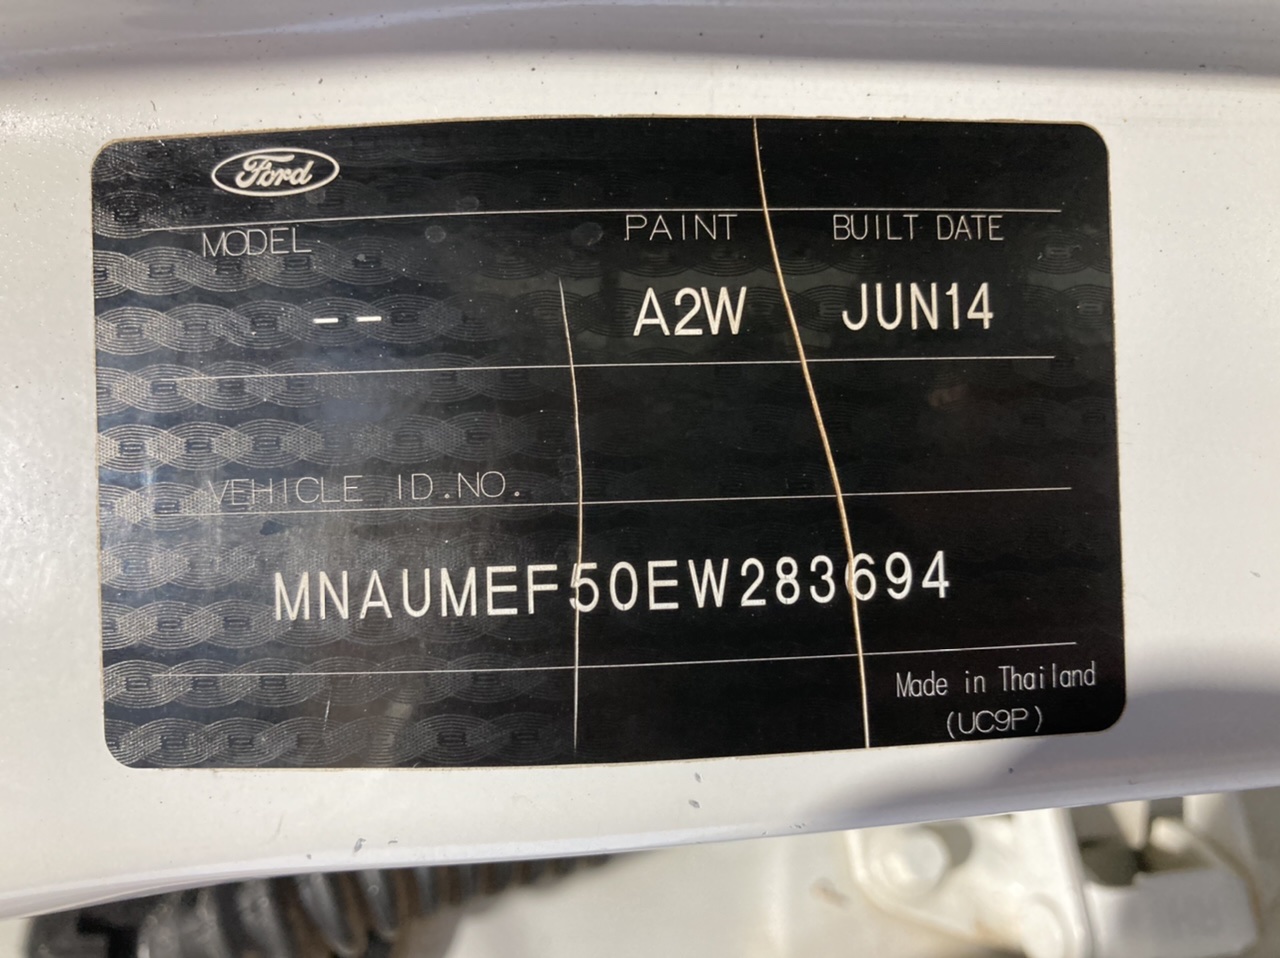 Ford
MODEL PAINT BUILT DATE
-- A2W JUN14
VEHICLE ID.NO.
MNAUMEF50EW283694
Made in Thailand
(UC9P)